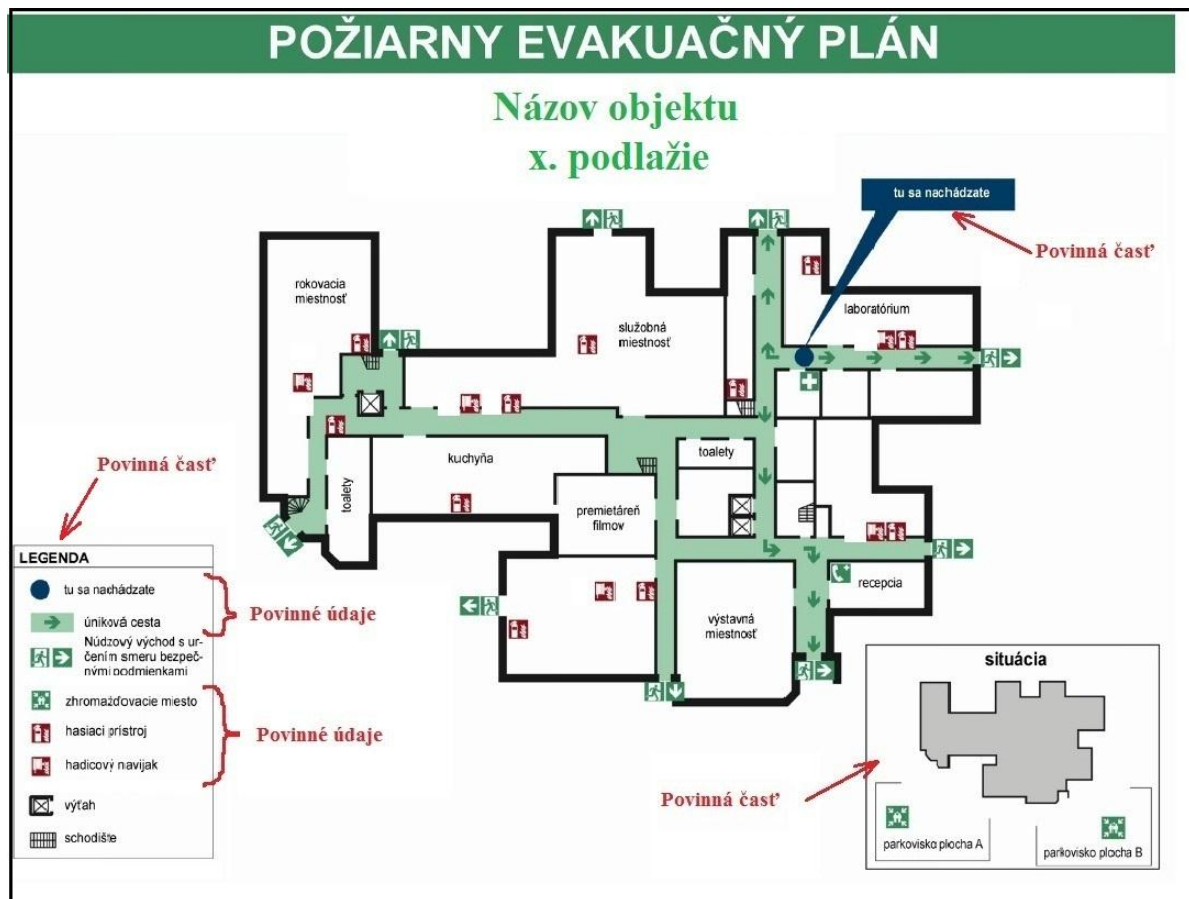 POŽIARNY EVAKUAČNÝ PLÁN
Názov objektu
x. podlažie
tu sa nachádzate
Povinná časť
rokovacia
miestnosť
služobná
miestnosť
laboratórium
kuchyňa
toalety
toalety
premietáreň
filmov
výstavná
miestnosť
recepcia
Povinná časť
LEGENDA
tu sa nachádzate
úniková cesta
Núdzový východ s ur-
čením smeru bezpeč-
nými podmienkami
zhromažďovacie miesto
hasiaci prístroj
hadicový navijak
výťah
schodište
Povinné údaje
Povinné údaje
Povinná časť
situácia
parkovisko plocha A
parkovisko plocha B